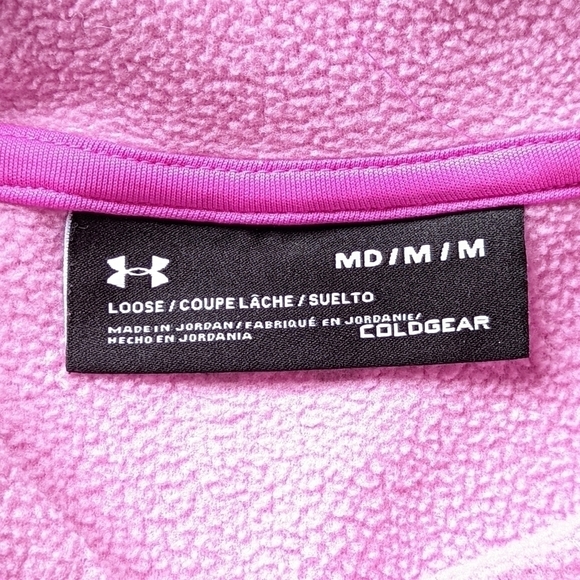 MD/M/M
LOOSE/COUPE LÂCHE/SUELTO
MADE IN JORDAN/FABRIQUÉ EN JORDANIE/
HECHO EN JORDANIA
COLDGEAR